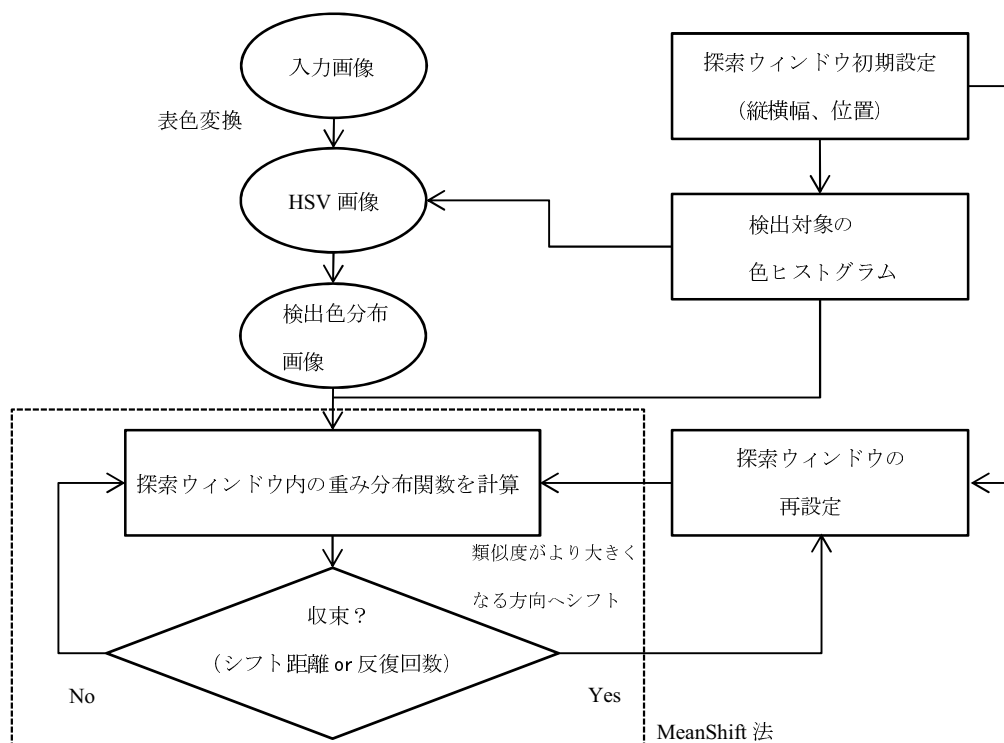 入力画像
表色変換
HSV 画像
検出色分布
画像
探索ウィンドウ初期設定
（縦横幅、位置）
検出対象の
色ヒストグラム
探索ウィンドウ内の重み分布関数を計算
探索ウィンドウの
再設定
類似度がより大きく
なる方向へシフト
収束？
（シフト距離 or 反復回数）
No
Yes
MeanShift 法